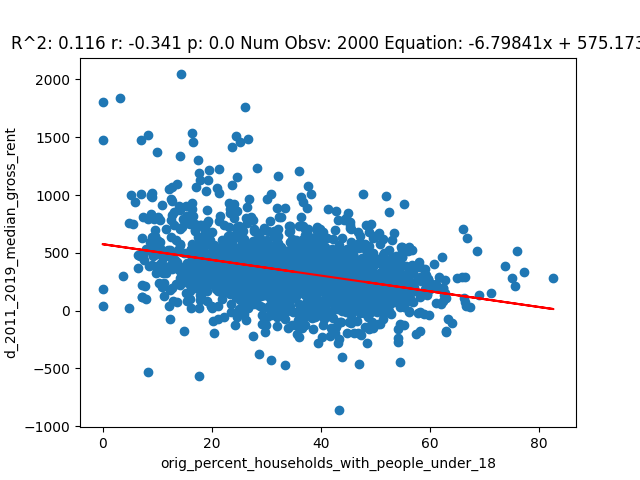 R^2: 0.116 r: -0.341 p: 0.0 Num Obsv: 2000 Equation: -6.79841x + 575.173
d_2011_2019_median_gross_rent
2000
1500
1000
500
0
−500
−1000
0 20 40 60 80
orig_percent_households_with_people_under_18